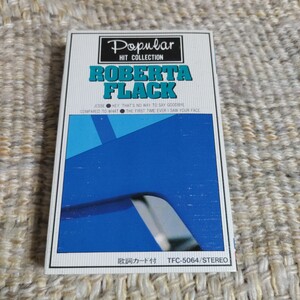 Popular
HIT COLLECTION
ROBERTA
FLACK
JESSE ● HEY, THAT'S NO WAY TO SAY GOODBYE
COMPARED TO WHAT ● THE FIRST TIME EVER I SAW YOUR FACE
歌詞カード付
TFC-5064/STEREO